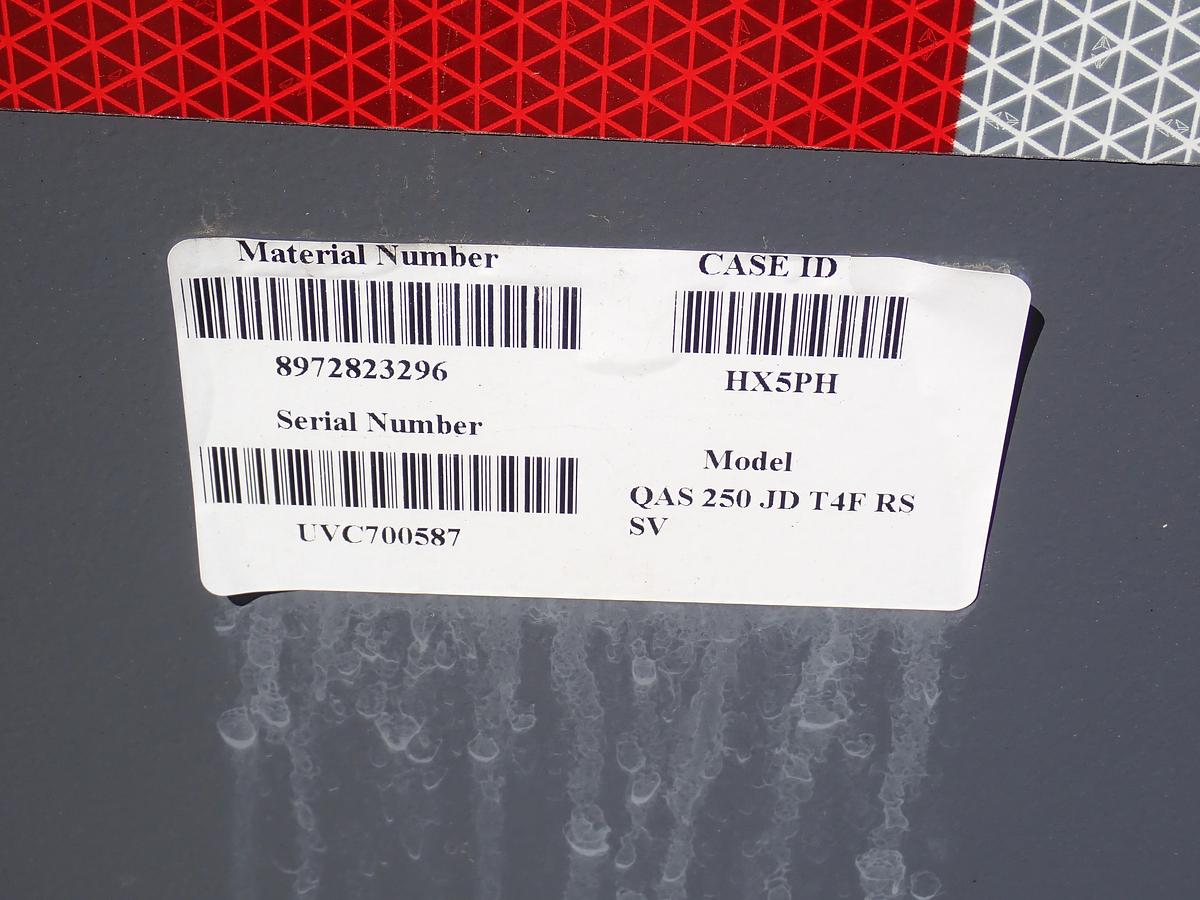 Material Number
8972823296
Serial Number
UVC700587
CASE ID
HX5PH
Model
QAS 250 JD T4F RS
SV